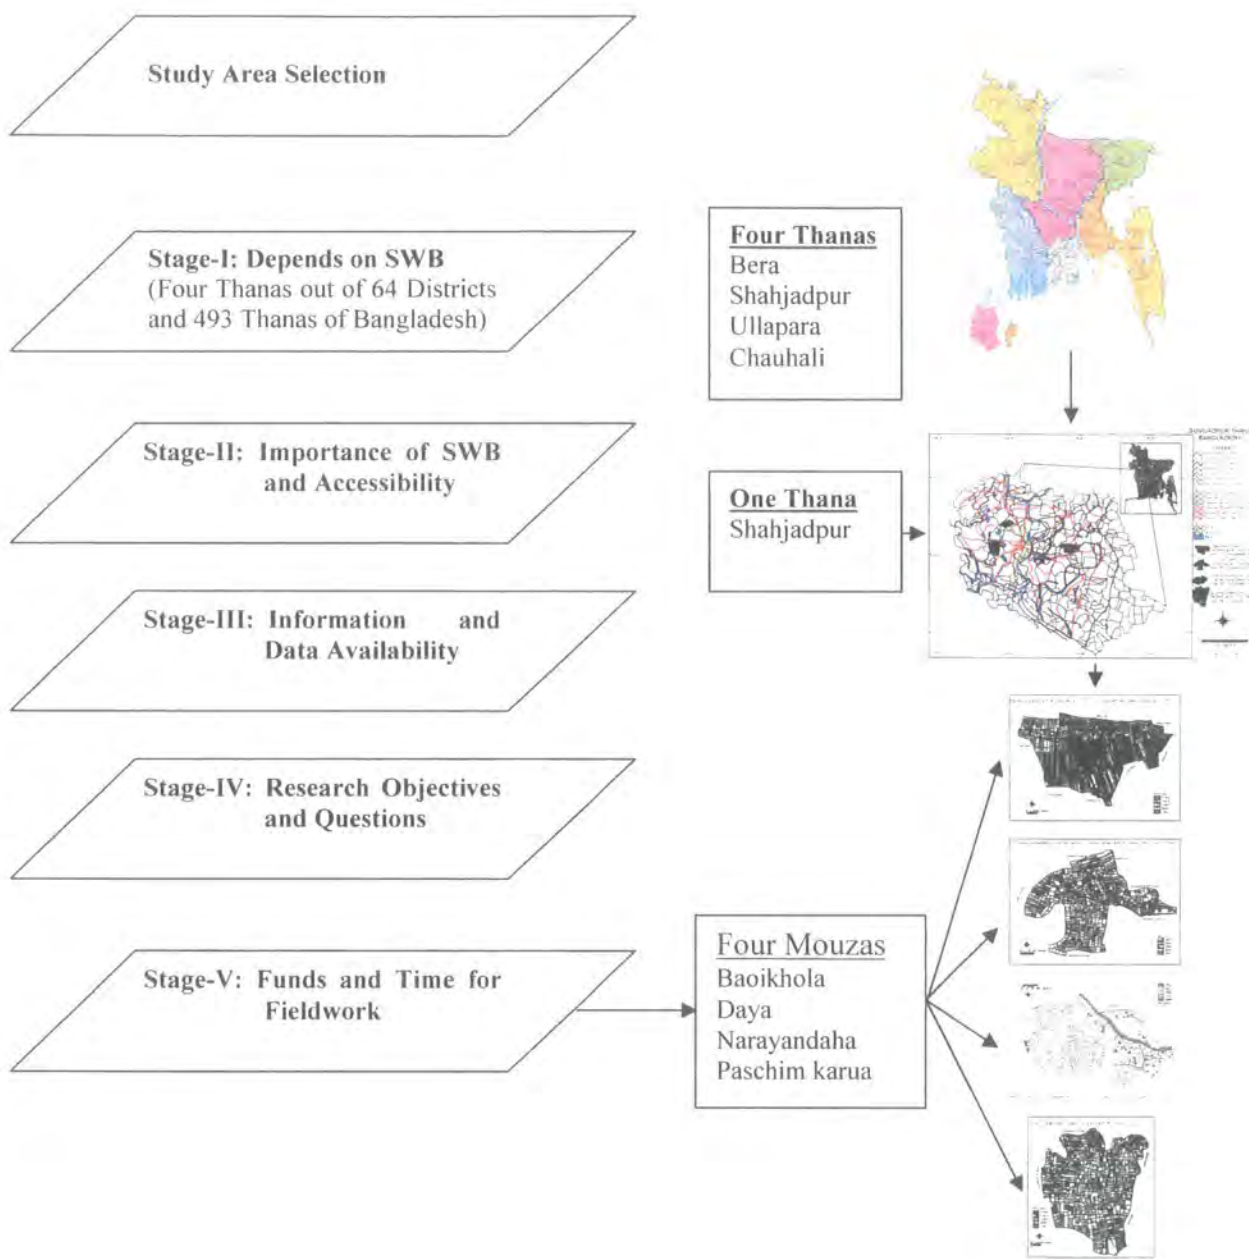 Study Area Selection
Stage-I: Depends on SWB
(Four Thanas out of 64 Districts
and 493 Thanas of Bangladesh)
Four Thanas
Bera
Shahjadpur
Ullapara
Chauhali
Stage-II: Importance of SWB
and Accessibility
One Thana
Shahjadpur
Stage-III: Information and
Data Availability
Stage-IV: Research Objectives
and Questions
Stage-V: Funds and Time for
Fieldwork
Four Mouzas
Baoikhola
Daya
Narayandaha
Paschim karua